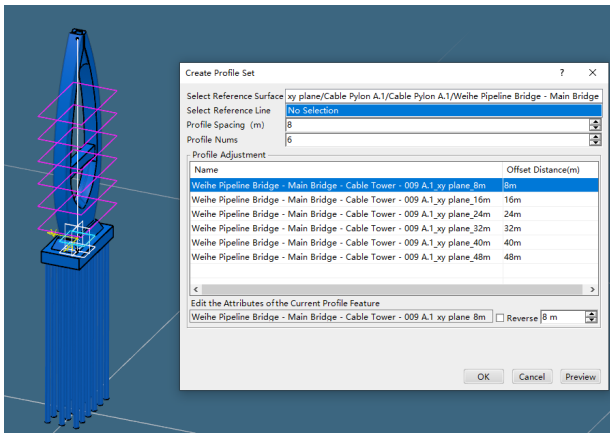 Create Profile Set
? ×
Select Reference Surface xy plane/Cable Pylon A.1/Cable Pylon A.1/Weihe Pipeline Bridge - Main Bridge
Select Reference Line No Selection
Profile Spacing (m) 8
Profile Nums 6
Profile Adjustment
Name Offset Distance(m)
Weihe Pipeline Bridge - Main Bridge - Cable Tower - 009 A.1_xy plane_8m 8m
Weihe Pipeline Bridge - Main Bridge - Cable Tower - 009 A.1_xy plane_16m 16m
Weihe Pipeline Bridge - Main Bridge - Cable Tower - 009 A.1_xy plane_24m 24m
Weihe Pipeline Bridge - Main Bridge - Cable Tower - 009 A.1_xy plane_32m 32m
Weihe Pipeline Bridge - Main Bridge - Cable Tower - 009 A.1_xy plane_40m 40m
Weihe Pipeline Bridge - Main Bridge - Cable Tower - 009 A.1_xy plane_48m 48m
Edit the Attributes of the Current Profile Feature
Weihe Pipeline Bridge - Main Bridge - Cable Tower - 009 A.1 xy plane 8m Reverse 8 m
OK Cancel Preview